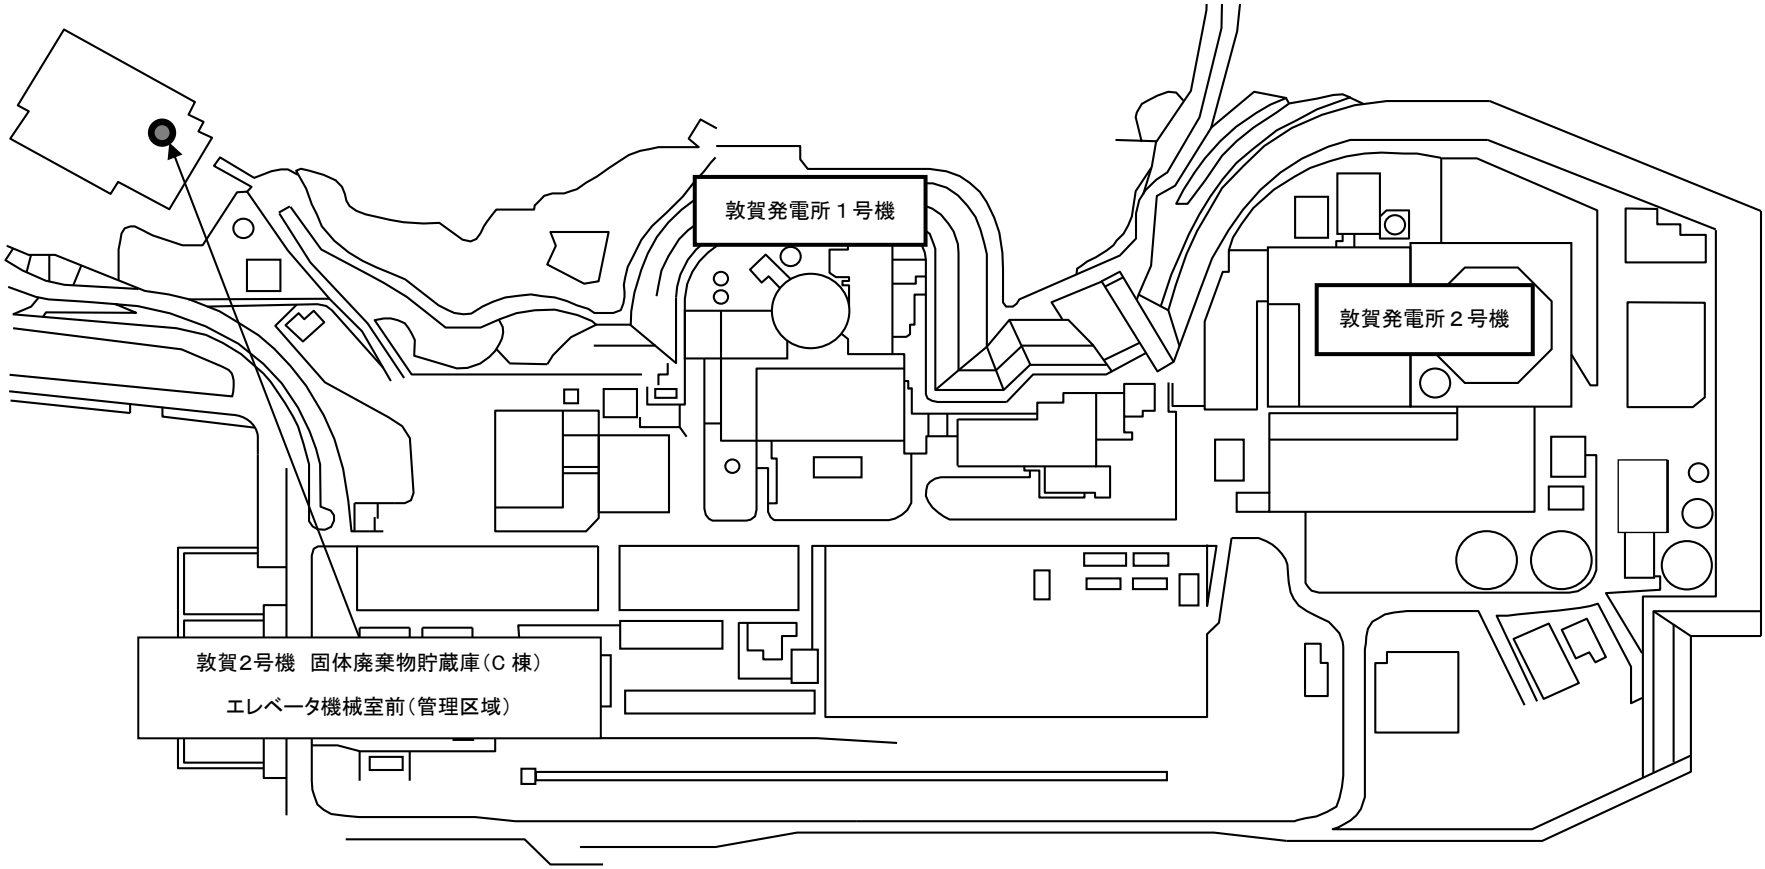 敦賀発電所１号機
敦賀発電所２号機
敦賀２号機　固体廃棄物貯蔵庫（C 棟）
エレベータ機械室前（管理区域）